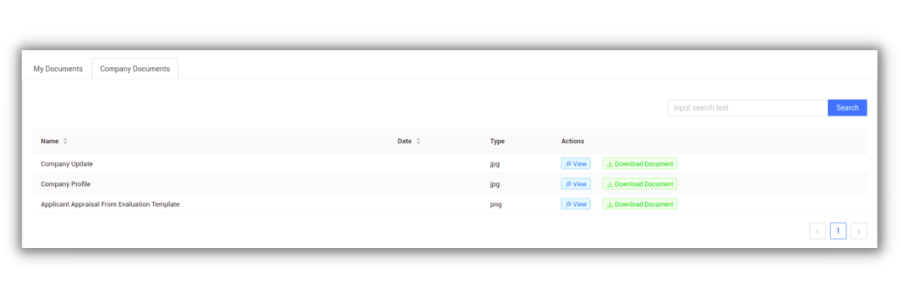 My Documents Company Documents
Input search text Search
Name Date Type Actions
Company Update jpg View Download Document
Company Profile jpg View Download Document
Applicant Appraisal From Evaluation Template png View Download Document
< 1 >